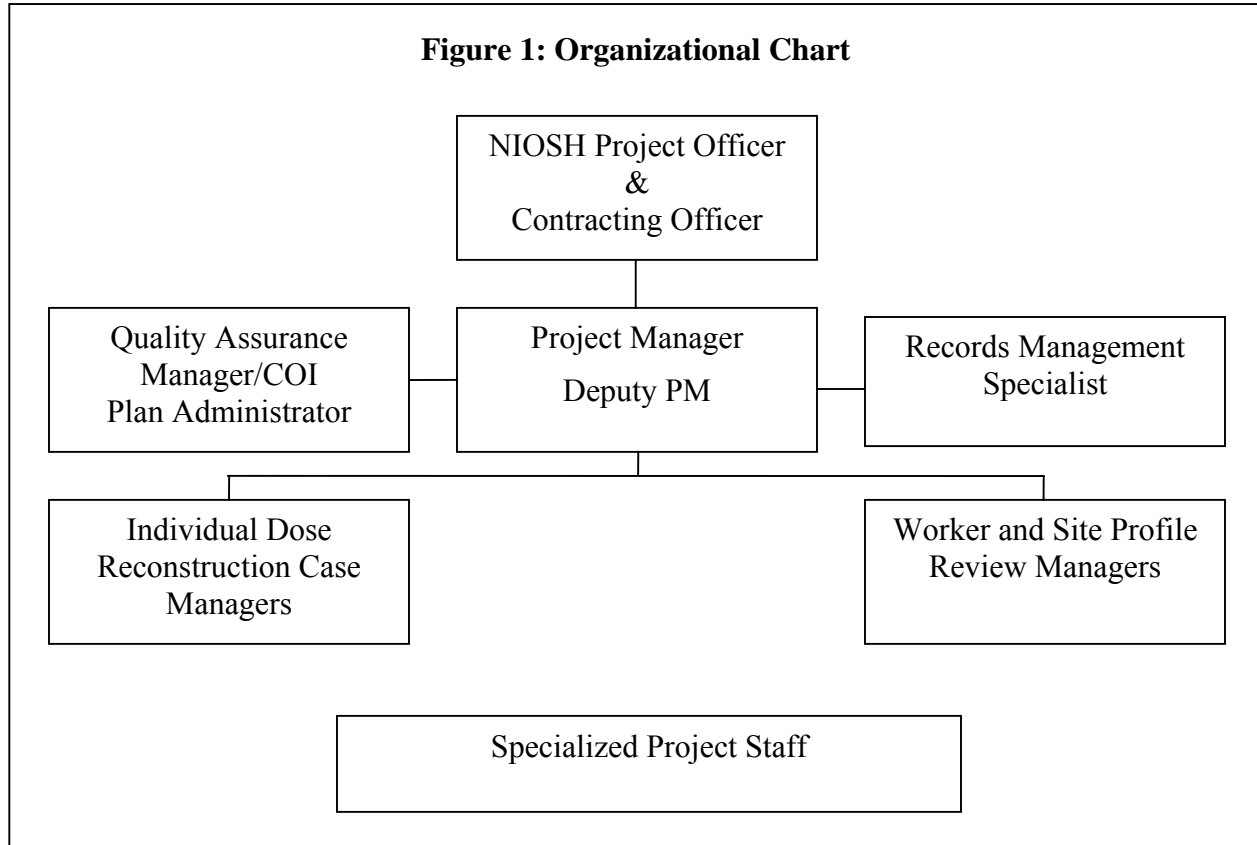 Figure 1: Organizational Chart
NIOSH Project Officer
&
Contracting Officer
Quality Assurance
Manager/COI
Plan Administrator
Project Manager
Deputy PM
Records Management
Specialist
Individual Dose
Reconstruction Case
Managers
Worker and Site Profile
Review Managers
Specialized Project Staff